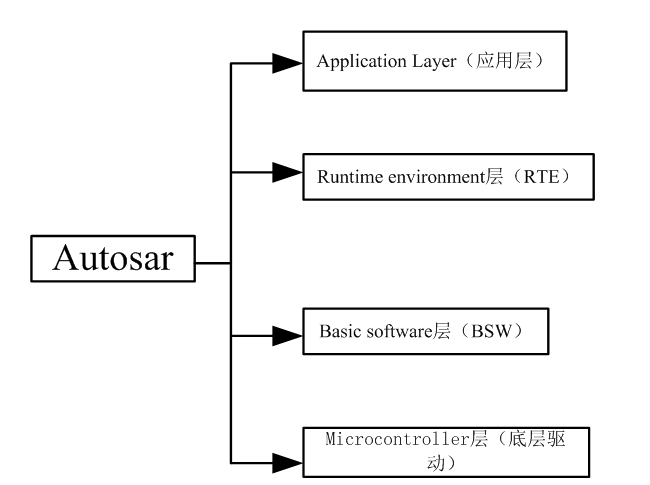 Application Layer（应用层）
Runtime environment层（RTE）
Autosar
Basic software层（BSW）
Microcontroller层（底层驱
动）